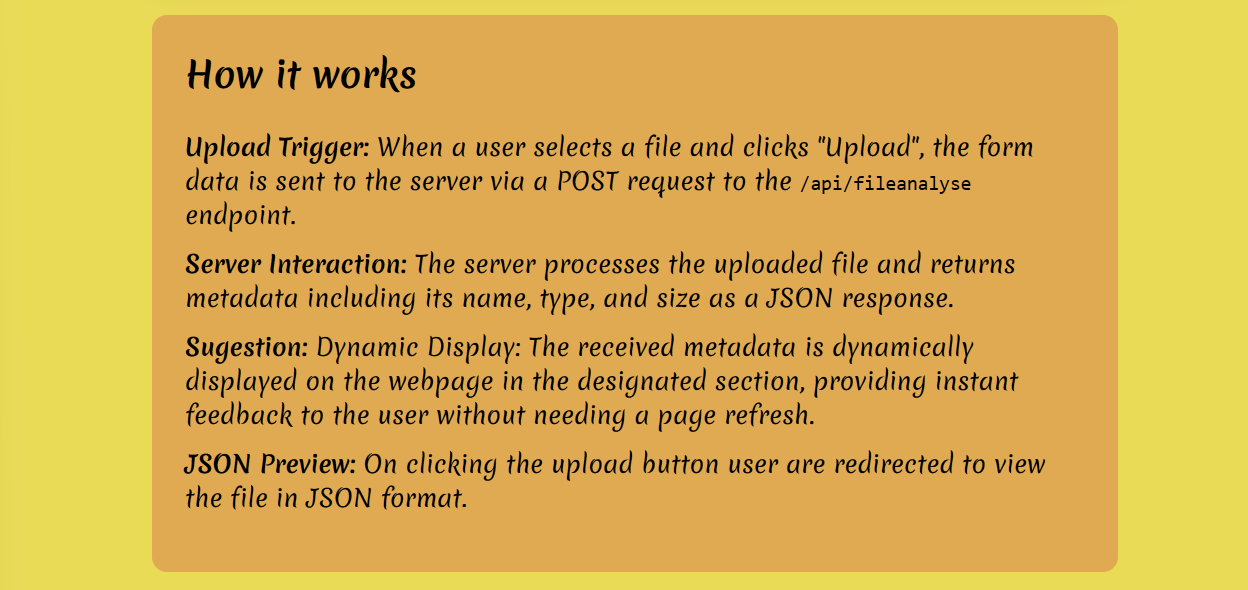 How it works
Upload Trigger: When a user selects a file and clicks "Upload", the form
data is sent to the server via a POST request to the /api/fileanalyse
endpoint.
Server Interaction: The server processes the uploaded file and returns
metadata including its name, type, and size as a JSON response.
Sugestion: Dynamic Display: The received metadata is dynamically
displayed on the webpage in the designated section, providing instant
feedback to the user without needing a page refresh.
JSON Preview: On clicking the upload button user are redirected to view
the file in JSON format.